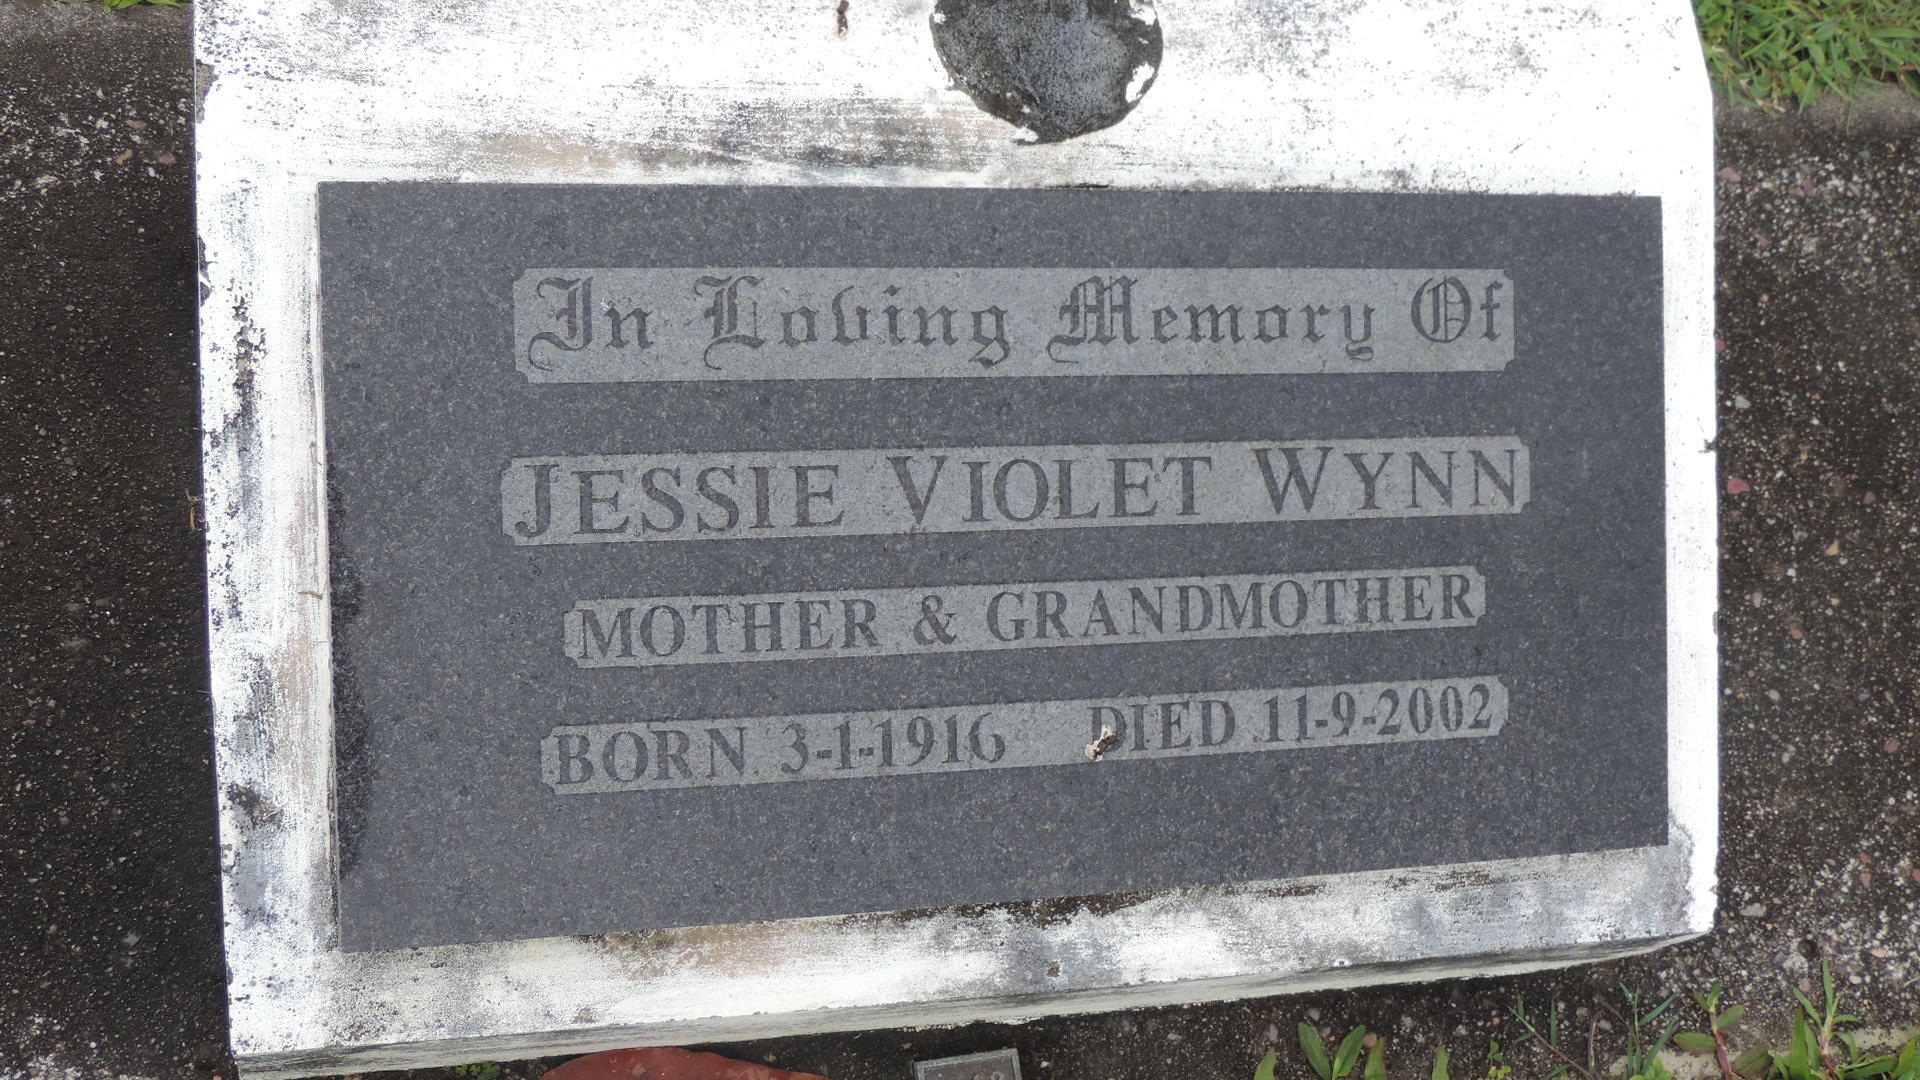 In Loving Memory Of
JESSIE VIOLET WYNN
MOTHER & GRANDMOTHER
BORN 3-1-1916 DIED 11-9-2002